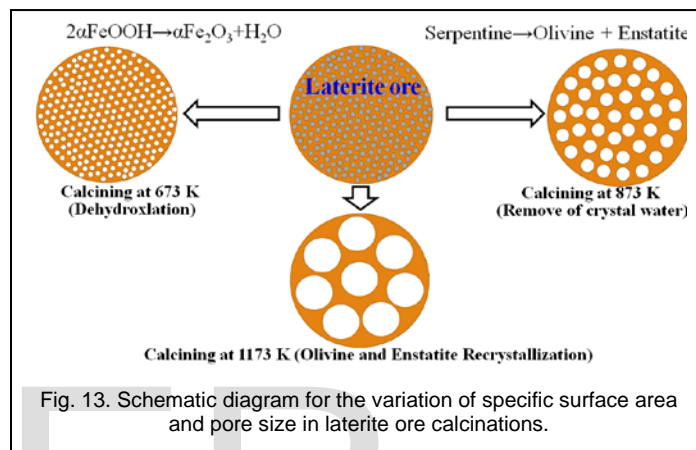 2αFeOOH→αFe₂O₃+H₂O
Serpentine→Olivine + Enstatite
Laterite ore
Calcining at 673 K
(Dehydroxlation)
Calcining at 873 K
(Remove of crystal water)
Calcining at 1173 K (Olivine and Enstatite Recrystallization)
Fig. 13. Schematic diagram for the variation of specific surface area
and pore size in laterite ore calcinations.